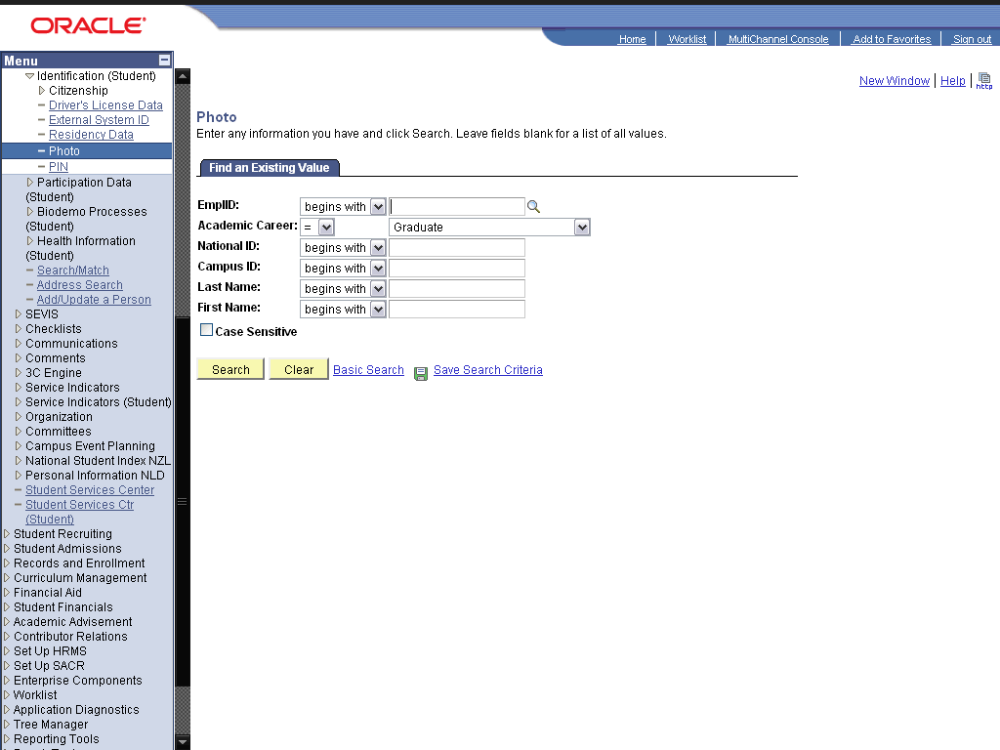 ORACLE
Home
Worklist
MultiChannel Console
Add to Favorites
Sign out
Menu
Identification (Student)
Citizenship
Driver's License Data
External System ID
Residency Data
Photo
PIN
Participation Data
(Student)
Biodemo Processes
(Student)
Health Information
(Student)
Search/Match
Address Search
Add/Update a Person
SEVIS
Checklists
Communications
Comments
3C Engine
Service Indicators
Service Indicators (Student)
Organization
Committees
Campus Event Planning
National Student Index NZL
Personal Information NLD
Student Services Center
Student Services Ctr
(Student)
Student Recruiting
Student Admissions
Records and Enrollment
Curriculum Management
Financial Aid
Student Financials
Academic Advisement
Contributor Relations
Set Up HRMS
Set Up SACR
Enterprise Components
Worklist
Application Diagnostics
Tree Manager
Reporting Tools
New Window | Help |
http
Photo
Enter any information you have and click Search. Leave fields blank for a list of all values.
Find an Existing Value
EmplID: begins with
Academic Career: = Graduate
National ID: begins with
Campus ID: begins with
Last Name: begins with
First Name: begins with
Case Sensitive
Search Clear Basic Search Save Search Criteria